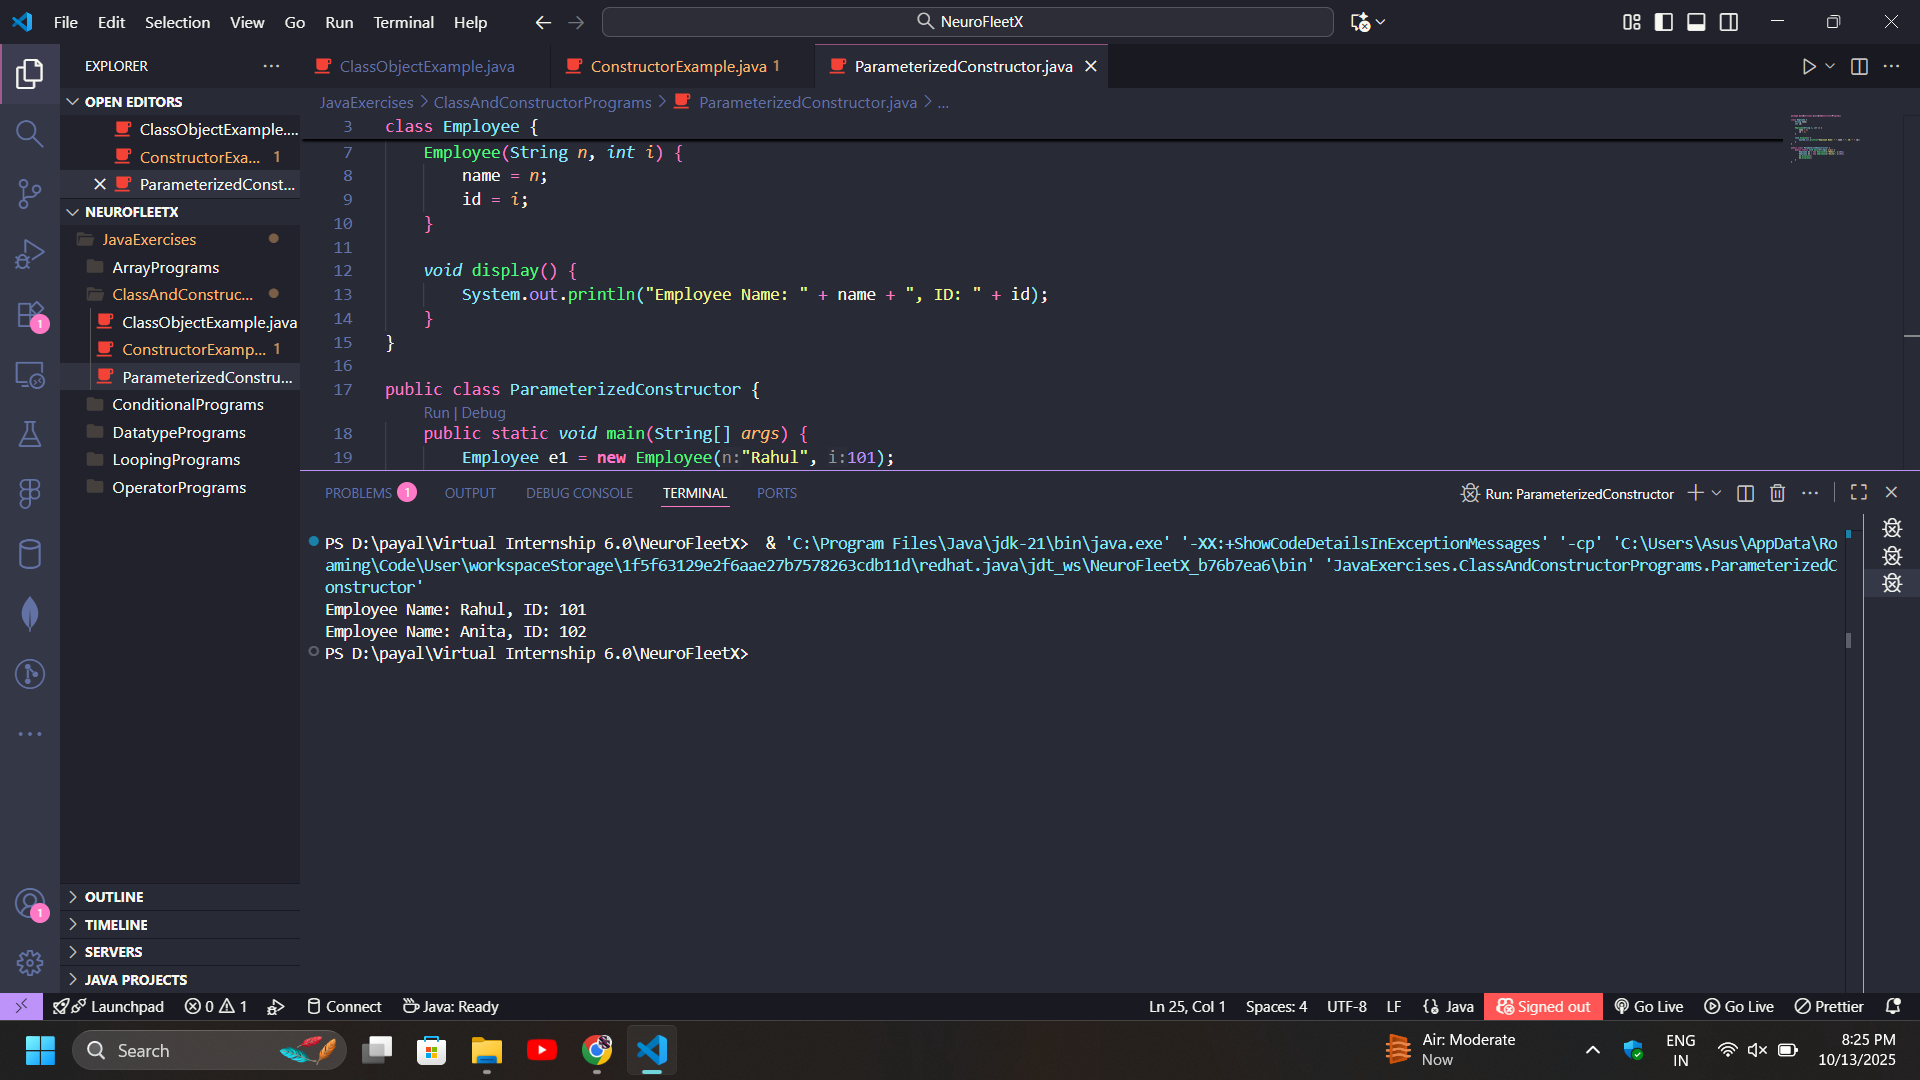 File Edit Selection View Go Run Terminal Help
NeuroFleetX
EXPLORER
ClassObjectExample.java
ConstructorExample.java 1
ParameterizedConstructor.java
OPEN EDITORS
ClassObjectExample....
ConstructorExa... 1
ParameterizedConst...
NEUROFLEETX
JavaExercises
ArrayPrograms
ClassAndConstruc...
ClassObjectExample.java
ConstructorExamp... 1
ParameterizedConstru...
ConditionalPrograms
DatatypePrograms
LoopingPrograms
OperatorPrograms
OUTLINE
TIMELINE
SERVERS
JAVA PROJECTS
1
1
JavaExercises > ClassAndConstructorPrograms > ParameterizedConstructor.java > ...
3 class Employee {
7 Employee(String n, int i) {
8 name = n;
9 id = i;
10 }
11
12 void display() {
13 System.out.println("Employee Name: " + name + ", ID: " + id);
14 }
15 }
16
17 public class ParameterizedConstructor {
Run | Debug
18 public static void main(String[] args) {
19 Employee e1 = new Employee(n:"Rahul", i:101);
PROBLEMS 1 OUTPUT DEBUG CONSOLE TERMINAL PORTS
Run: ParameterizedConstructor
PS D:\payal\Virtual Internship 6.0\NeuroFleetX> & 'C:\Program Files\Java\jdk-21\bin\java.exe' '-XX:+ShowCodeDetailsInExceptionMessages' '-cp' 'C:\Users\Asus\AppData\Ro
aming\Code\User\workspaceStorage\1f5f63129e2f6aae27b7578263cdb11d\redhat.java\jdt_ws\NeuroFleetX_b76b7ea6\bin' 'JavaExercises.ClassAndConstructorPrograms.ParameterizedC
onstructor'
Employee Name: Rahul, ID: 101
Employee Name: Anita, ID: 102
PS D:\payal\Virtual Internship 6.0\NeuroFleetX>
Launchpad 0 1 Connect Java: Ready
Ln 25, Col 1 Spaces: 4 UTF-8 LF {} Java Signed out Go Live Go Live Prettier
Search
Air: Moderate
Now
ENG
IN
8:25 PM
10/13/2025